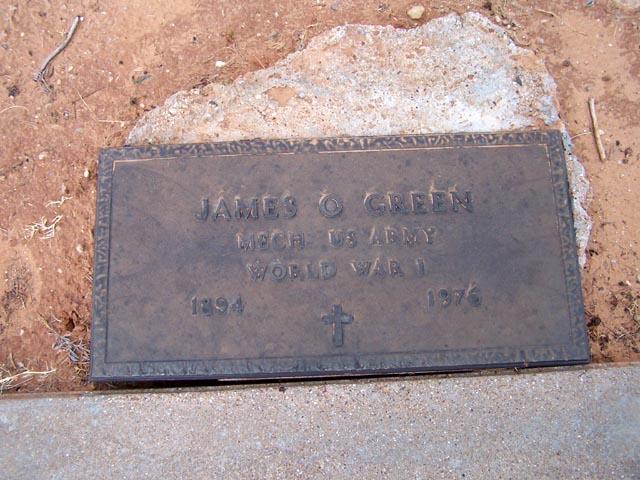 JAMES O GREEN
MECH US ARMY
WORLD WAR I
1894 1976